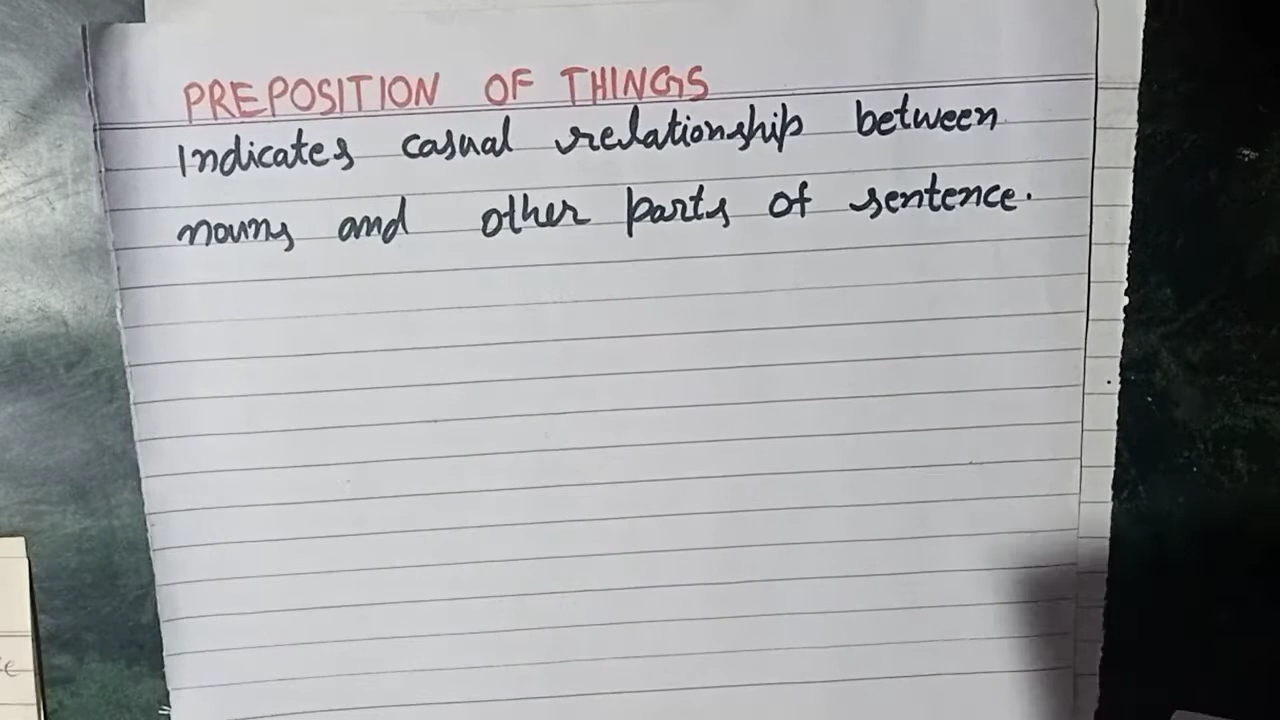 PREPOSITION OF THINGS
Indicates casual relationship between
nouns and other parts of sentence.